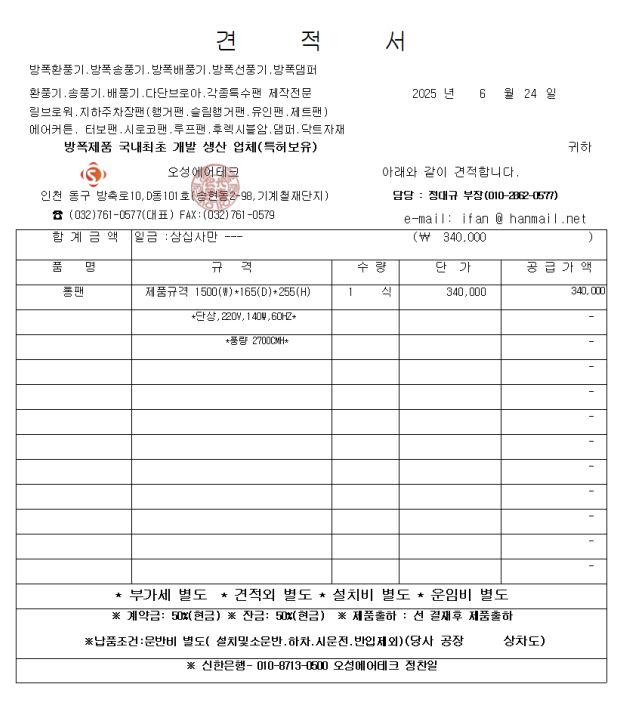 견 적 서
방폭환풍기.방폭송풍기.방폭배풍기.방폭선풍기.방폭댐퍼
환풍기.송풍기.배풍기.다단브로아.각종특수팬 제작전문 2025 년 6 월 24 일
링브로워.지하주차장팬(행거팬.슬림행거팬.유인팬.제트팬)
에어커튼. 터보팬.시로코팬.루프팬.후렉시블암.댐퍼.닥트자재
방폭제품 국내최초 개발 생산 업체(특허보유) 귀하
오성에어테크 아래와 같이 견적합니다.
인천 동구 방축로10,D동101호(송현동2-98,기계철재단지) 담당 : 정대규 부장(010-2862-0577)
☎ (032)761-0577(대표) FAX:(032)761-0579 e-mail: ifan @ hanmail.net
합 계 금 액 일금 :삼십사만 --- (₩ 340,000 )
품 명 규 격 수 량 단 가 공 급 가 액
통팬 제품규격 1500(W)*165(D)*255(H) 1 식 340,000 340,000
*단상,220V,140W,60HZ* -
*풍량 2700CMH* -
-
-
-
-
-
-
-
-
-
* 부가세 별도 * 견적외 별도 * 설치비 별도 * 운임비 별도
※ 계약금: 50%(현금) ※ 잔금: 50%(현금) ※ 제품출하 : 선 결재후 제품출하
※납품조건:운반비 별도( 설치및소운반.하차.시운전.반입제외)(당사 공장 상차도)
※ 신한은행- 010-8713-0500 오성에어테크 정찬일